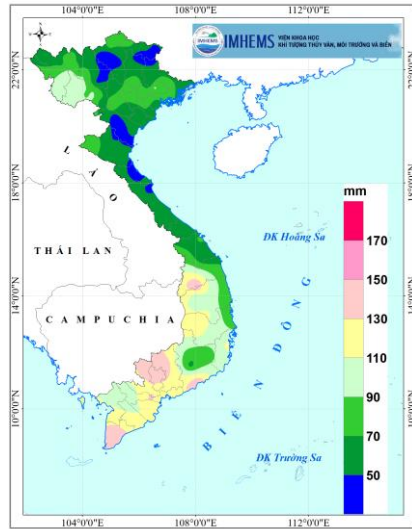 104°0'0"E 108°0'0"E 112°0'0"E
IMHEMS VIỆN KHOA HỌC
KHÍ TƯỢNG THỦY VĂN, MÔI TRƯỜNG VÀ BIỂN
22°0'0"N
LÀO
18°0'0"N
THÁI LAN
ĐK Hoàng Sa
14°0'0"N
CAMPUCHIA
BIỂN ĐÔNG
10°0'0"N
ĐK Trường Sa
mm
170
150
130
110
90
70
50
104°0'0"E 108°0'0"E 112°0'0"E